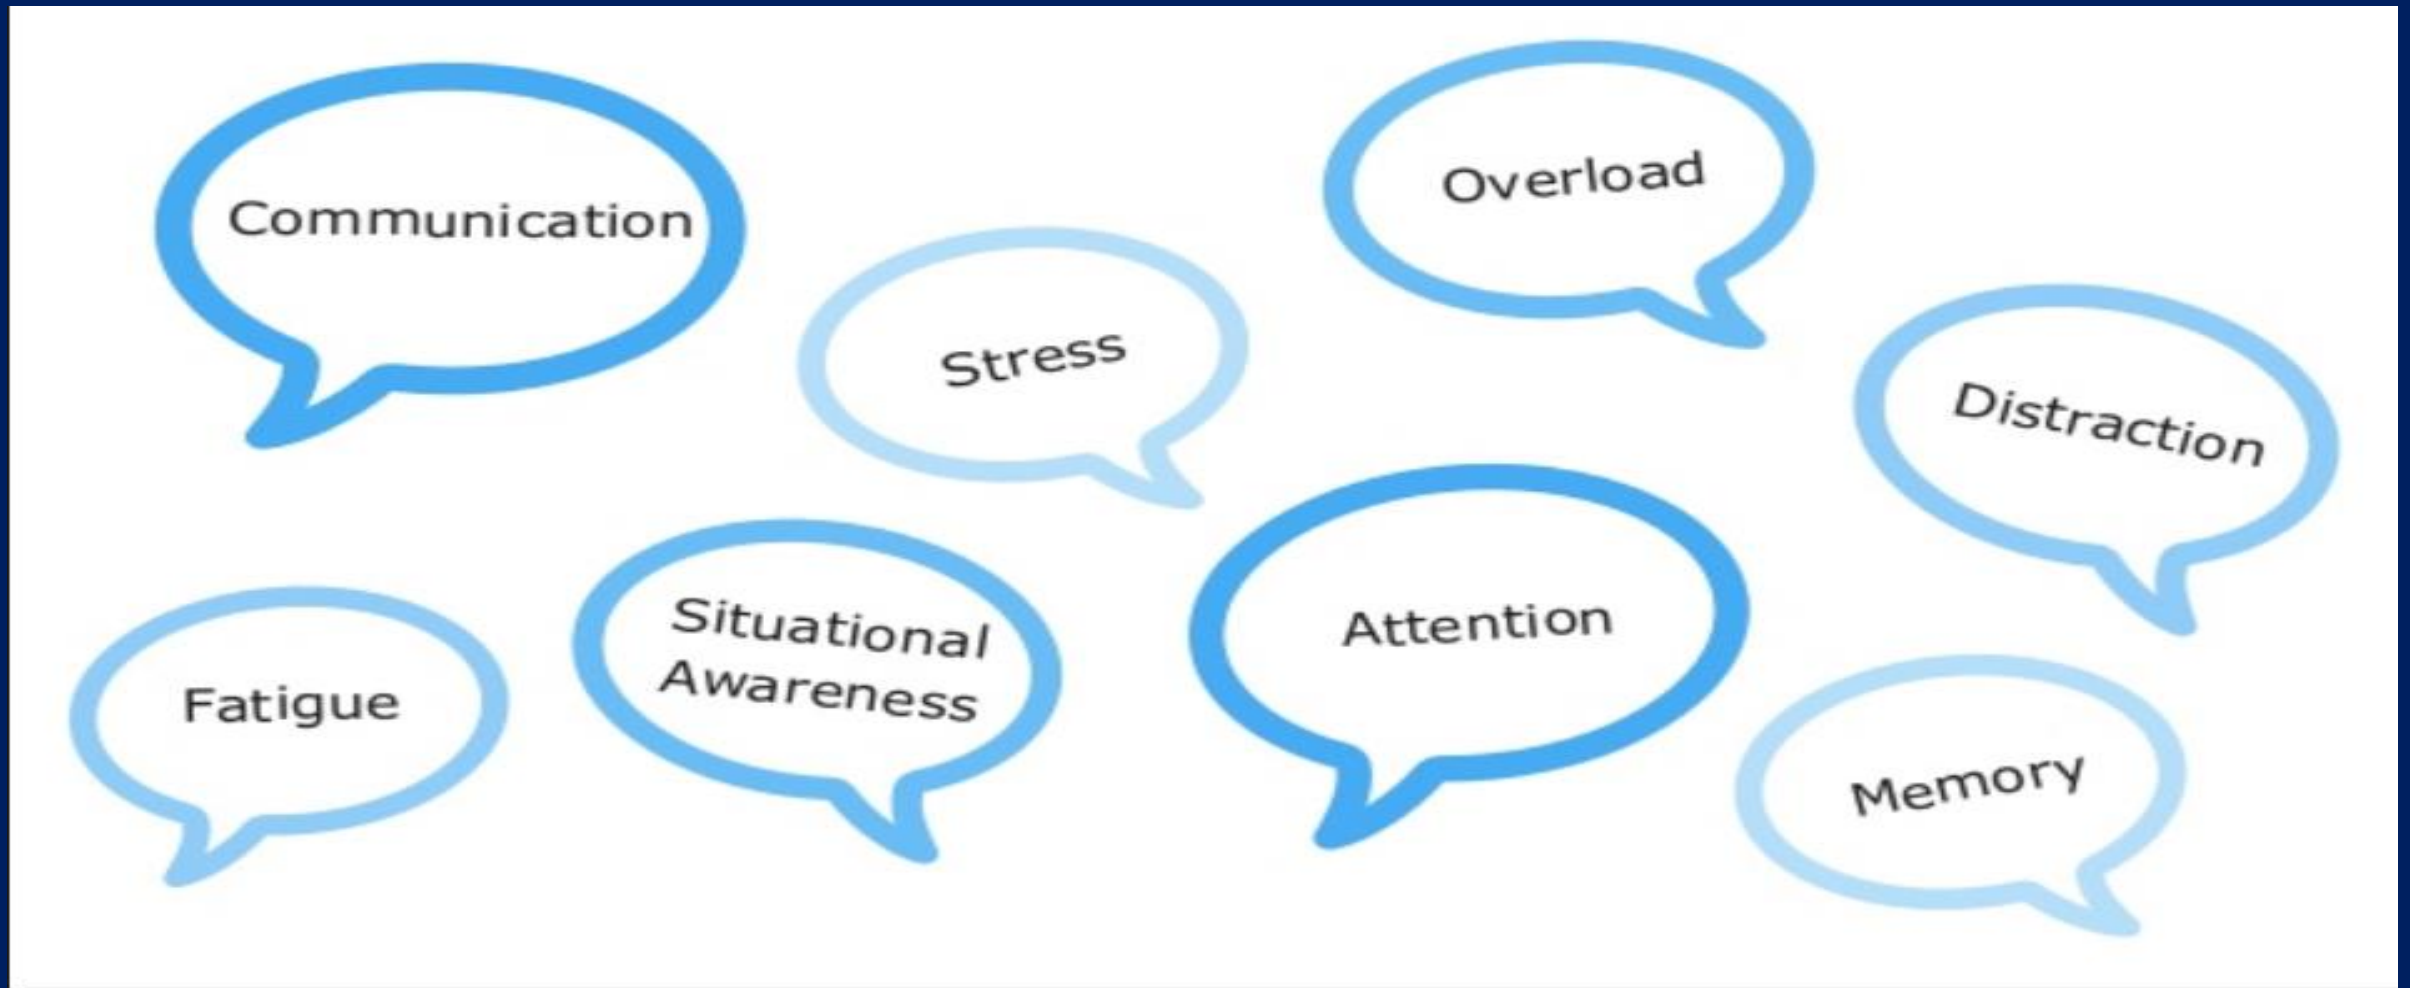 Communication
Overload
Stress
Distraction
Situational
Awareness
Attention
Fatigue
Memory